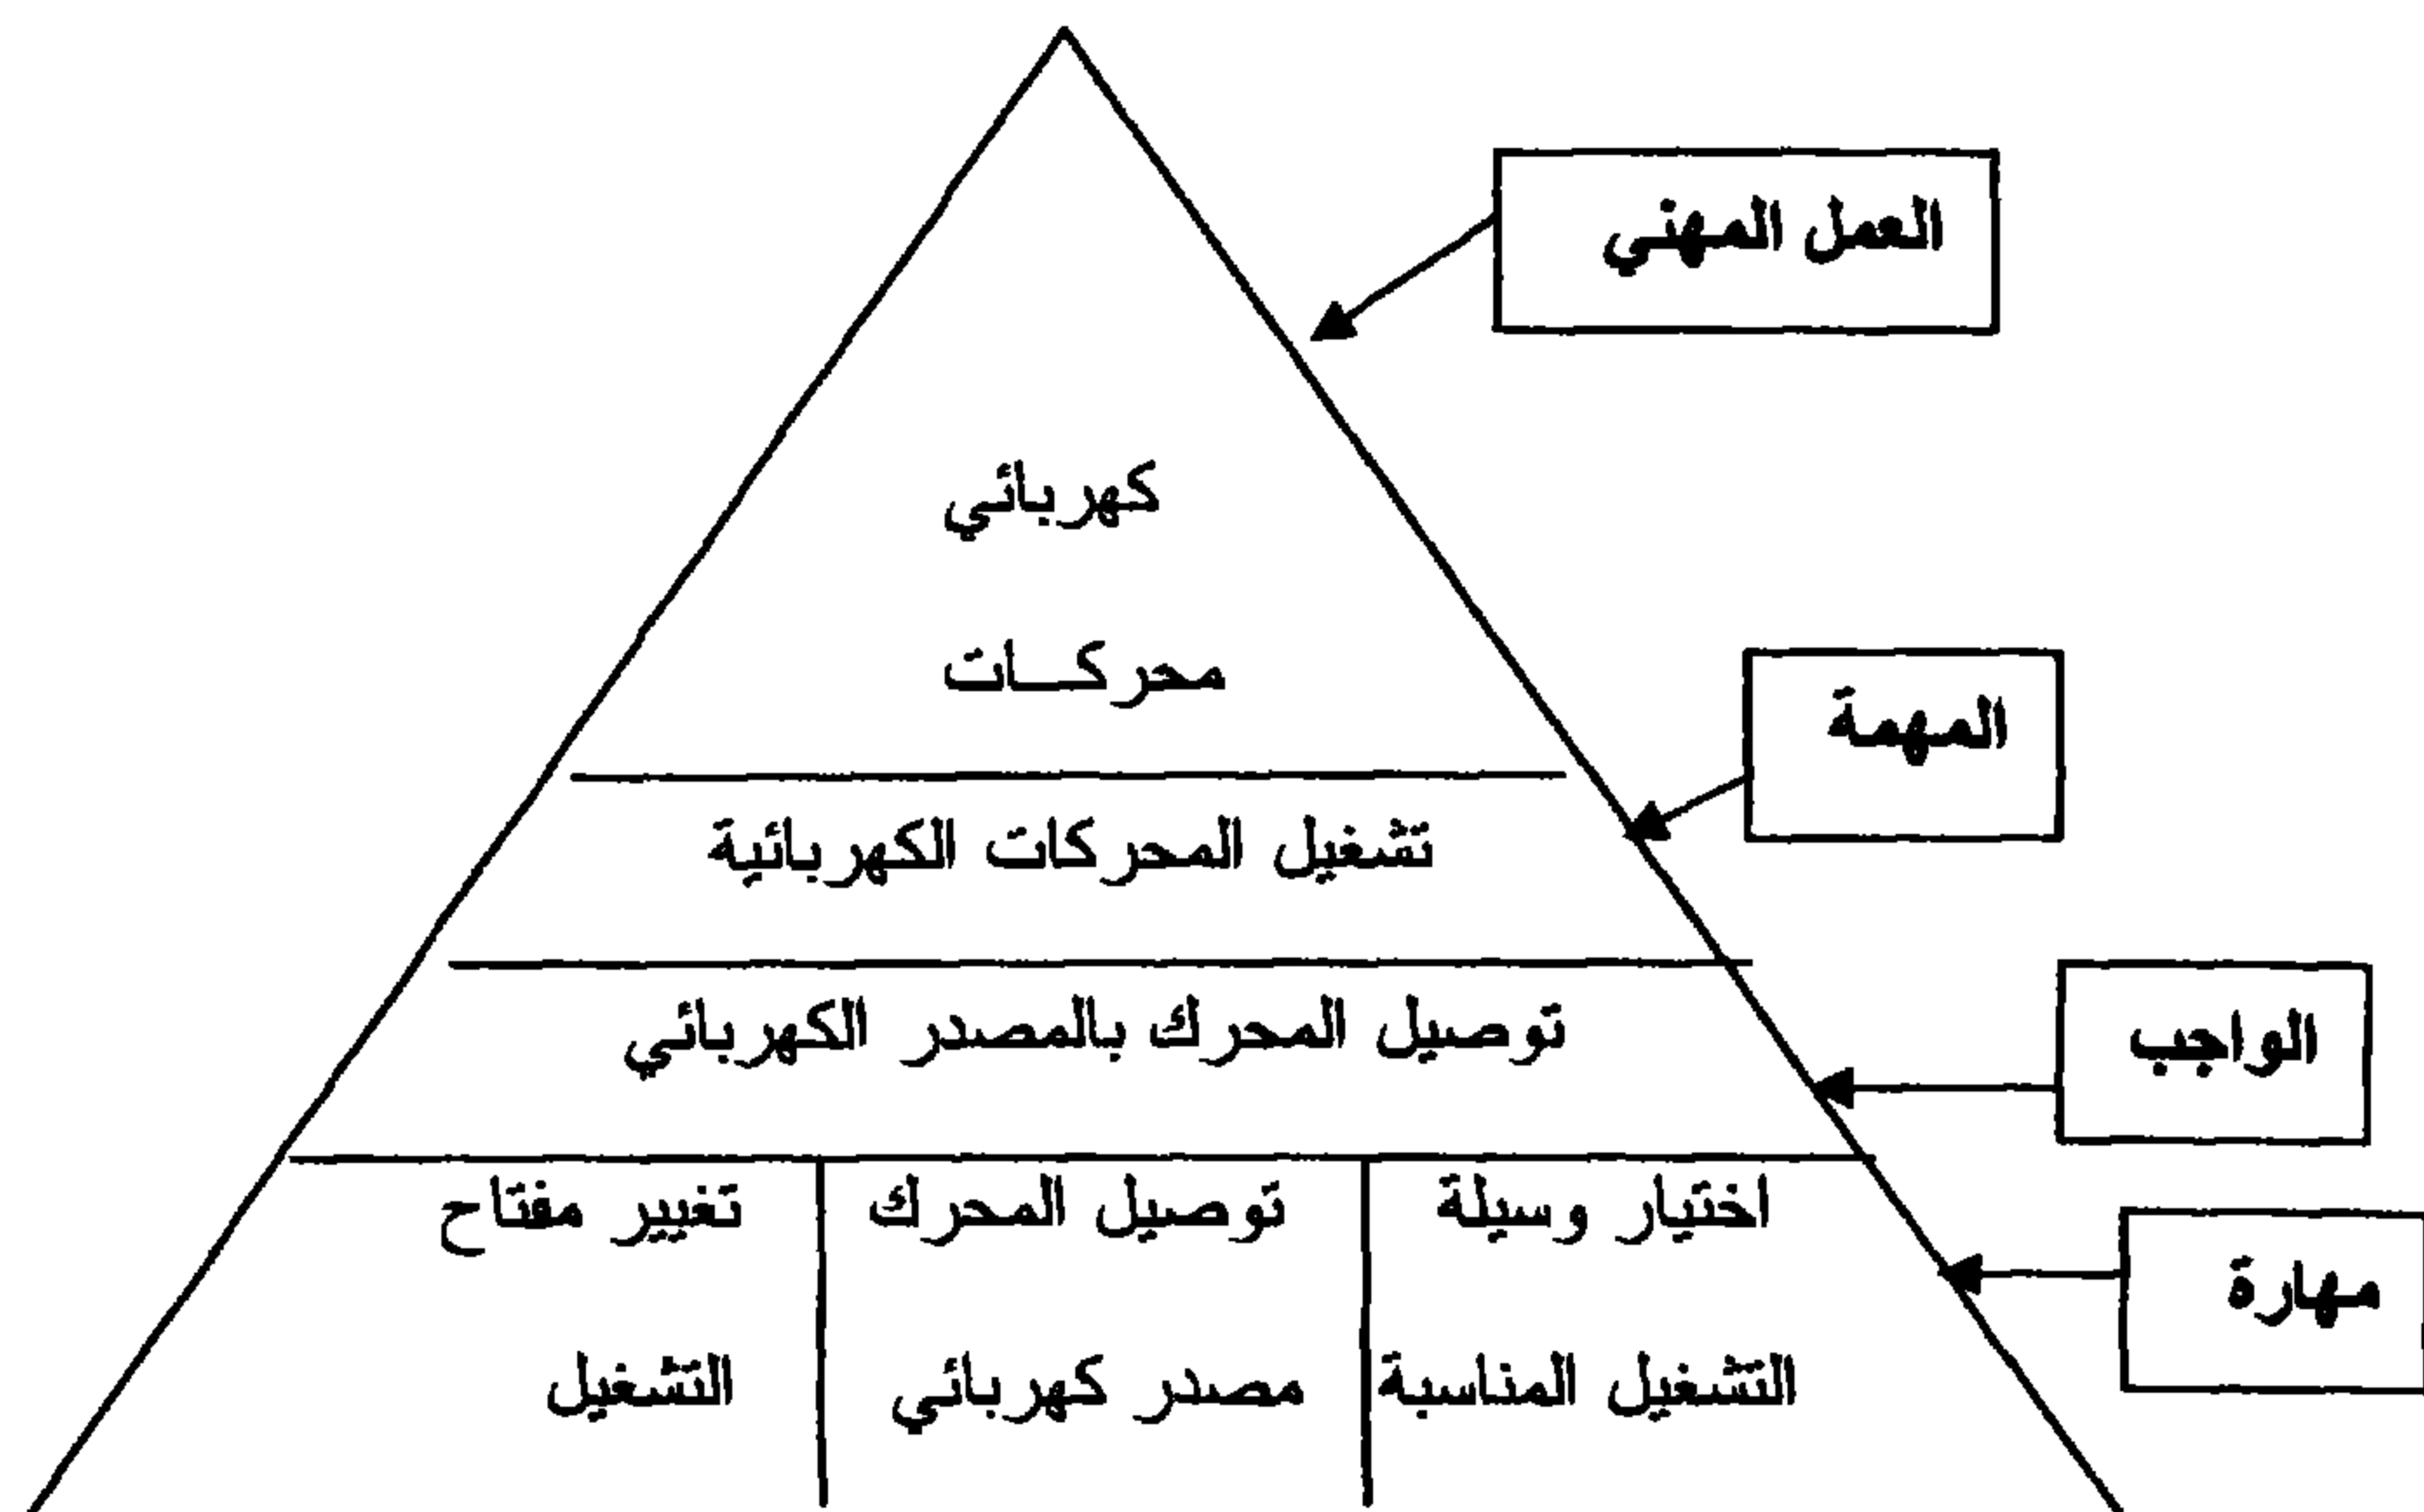 العمل المهني
كهربائي
محركــات
المهمة
تشغيل المحركات الكهربائية
الواجب
توصيل المحرك بالمصدر الكهربائي
مهارة
اختيار وسيلة
التشغيل المناسبة
توصيل المحرك
مصدر كهربائي
تغيير مفتاح
التشغيل